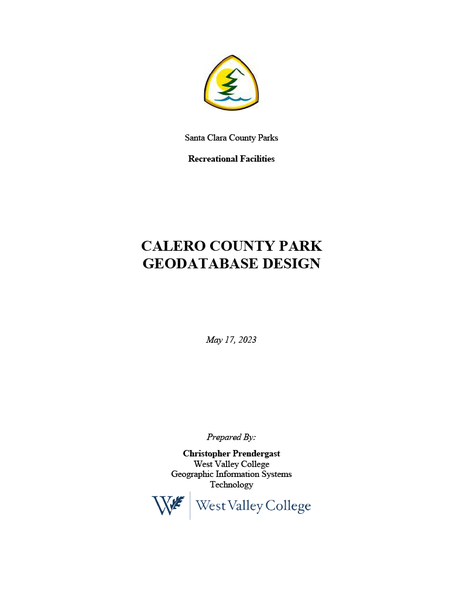 Santa Clara County Parks
Recreational Facilities
CALERO COUNTY PARK
GEODATABASE DESIGN
May 17, 2023
Prepared By:
Christopher Prendergast
West Valley College
Geographic Information Systems
Technology
W West Valley College